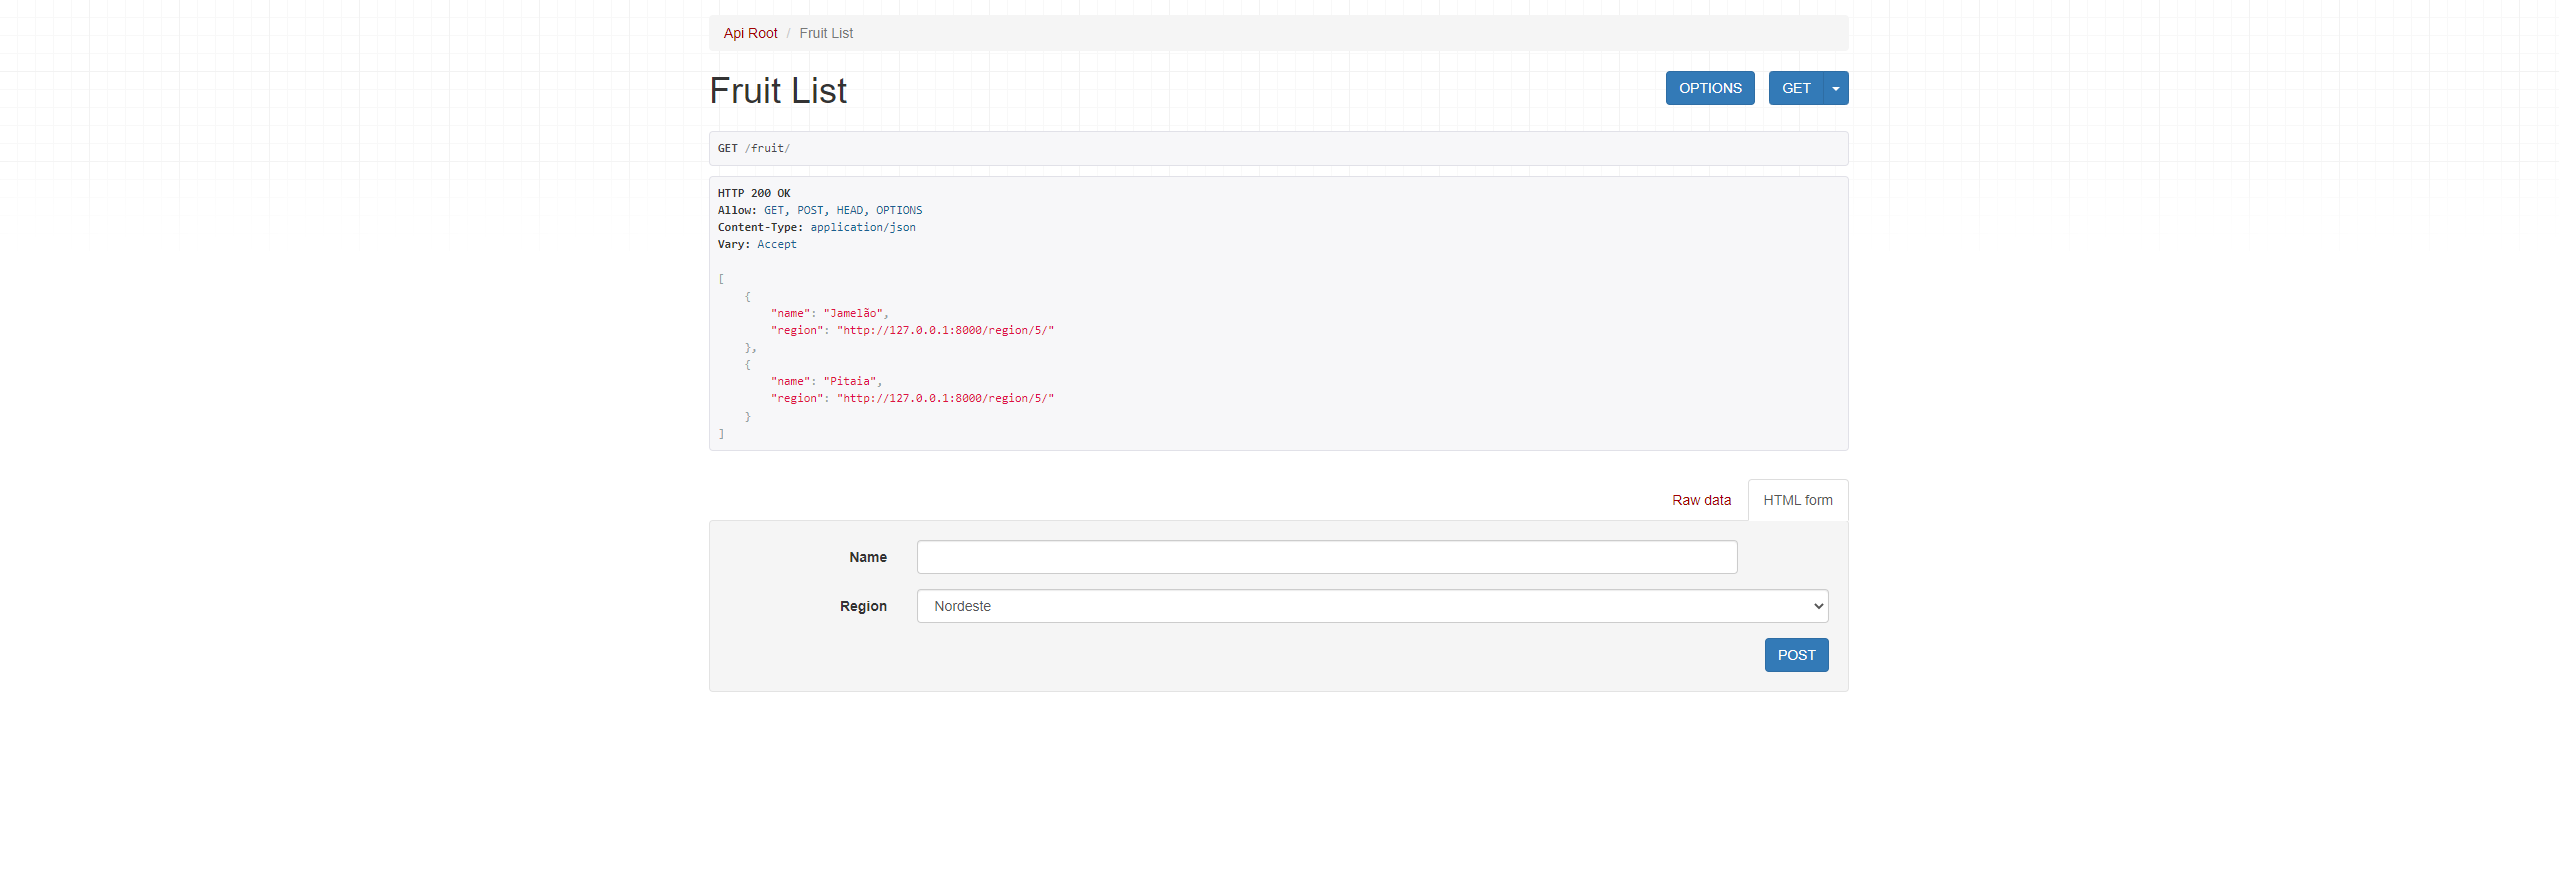 Api Root / Fruit List
Fruit List
OPTIONS GET
GET /fruit/
HTTP 200 OK
Allow: GET, POST, HEAD, OPTIONS
Content-Type: application/json
Vary: Accept
[
    {
        "name": "Jamelão",
        "region": "http://127.0.0.1:8000/region/5/"
    },
    {
        "name": "Pitaia",
        "region": "http://127.0.0.1:8000/region/5/"
    }
]
Raw data HTML form
Name
Region Nordeste
POST